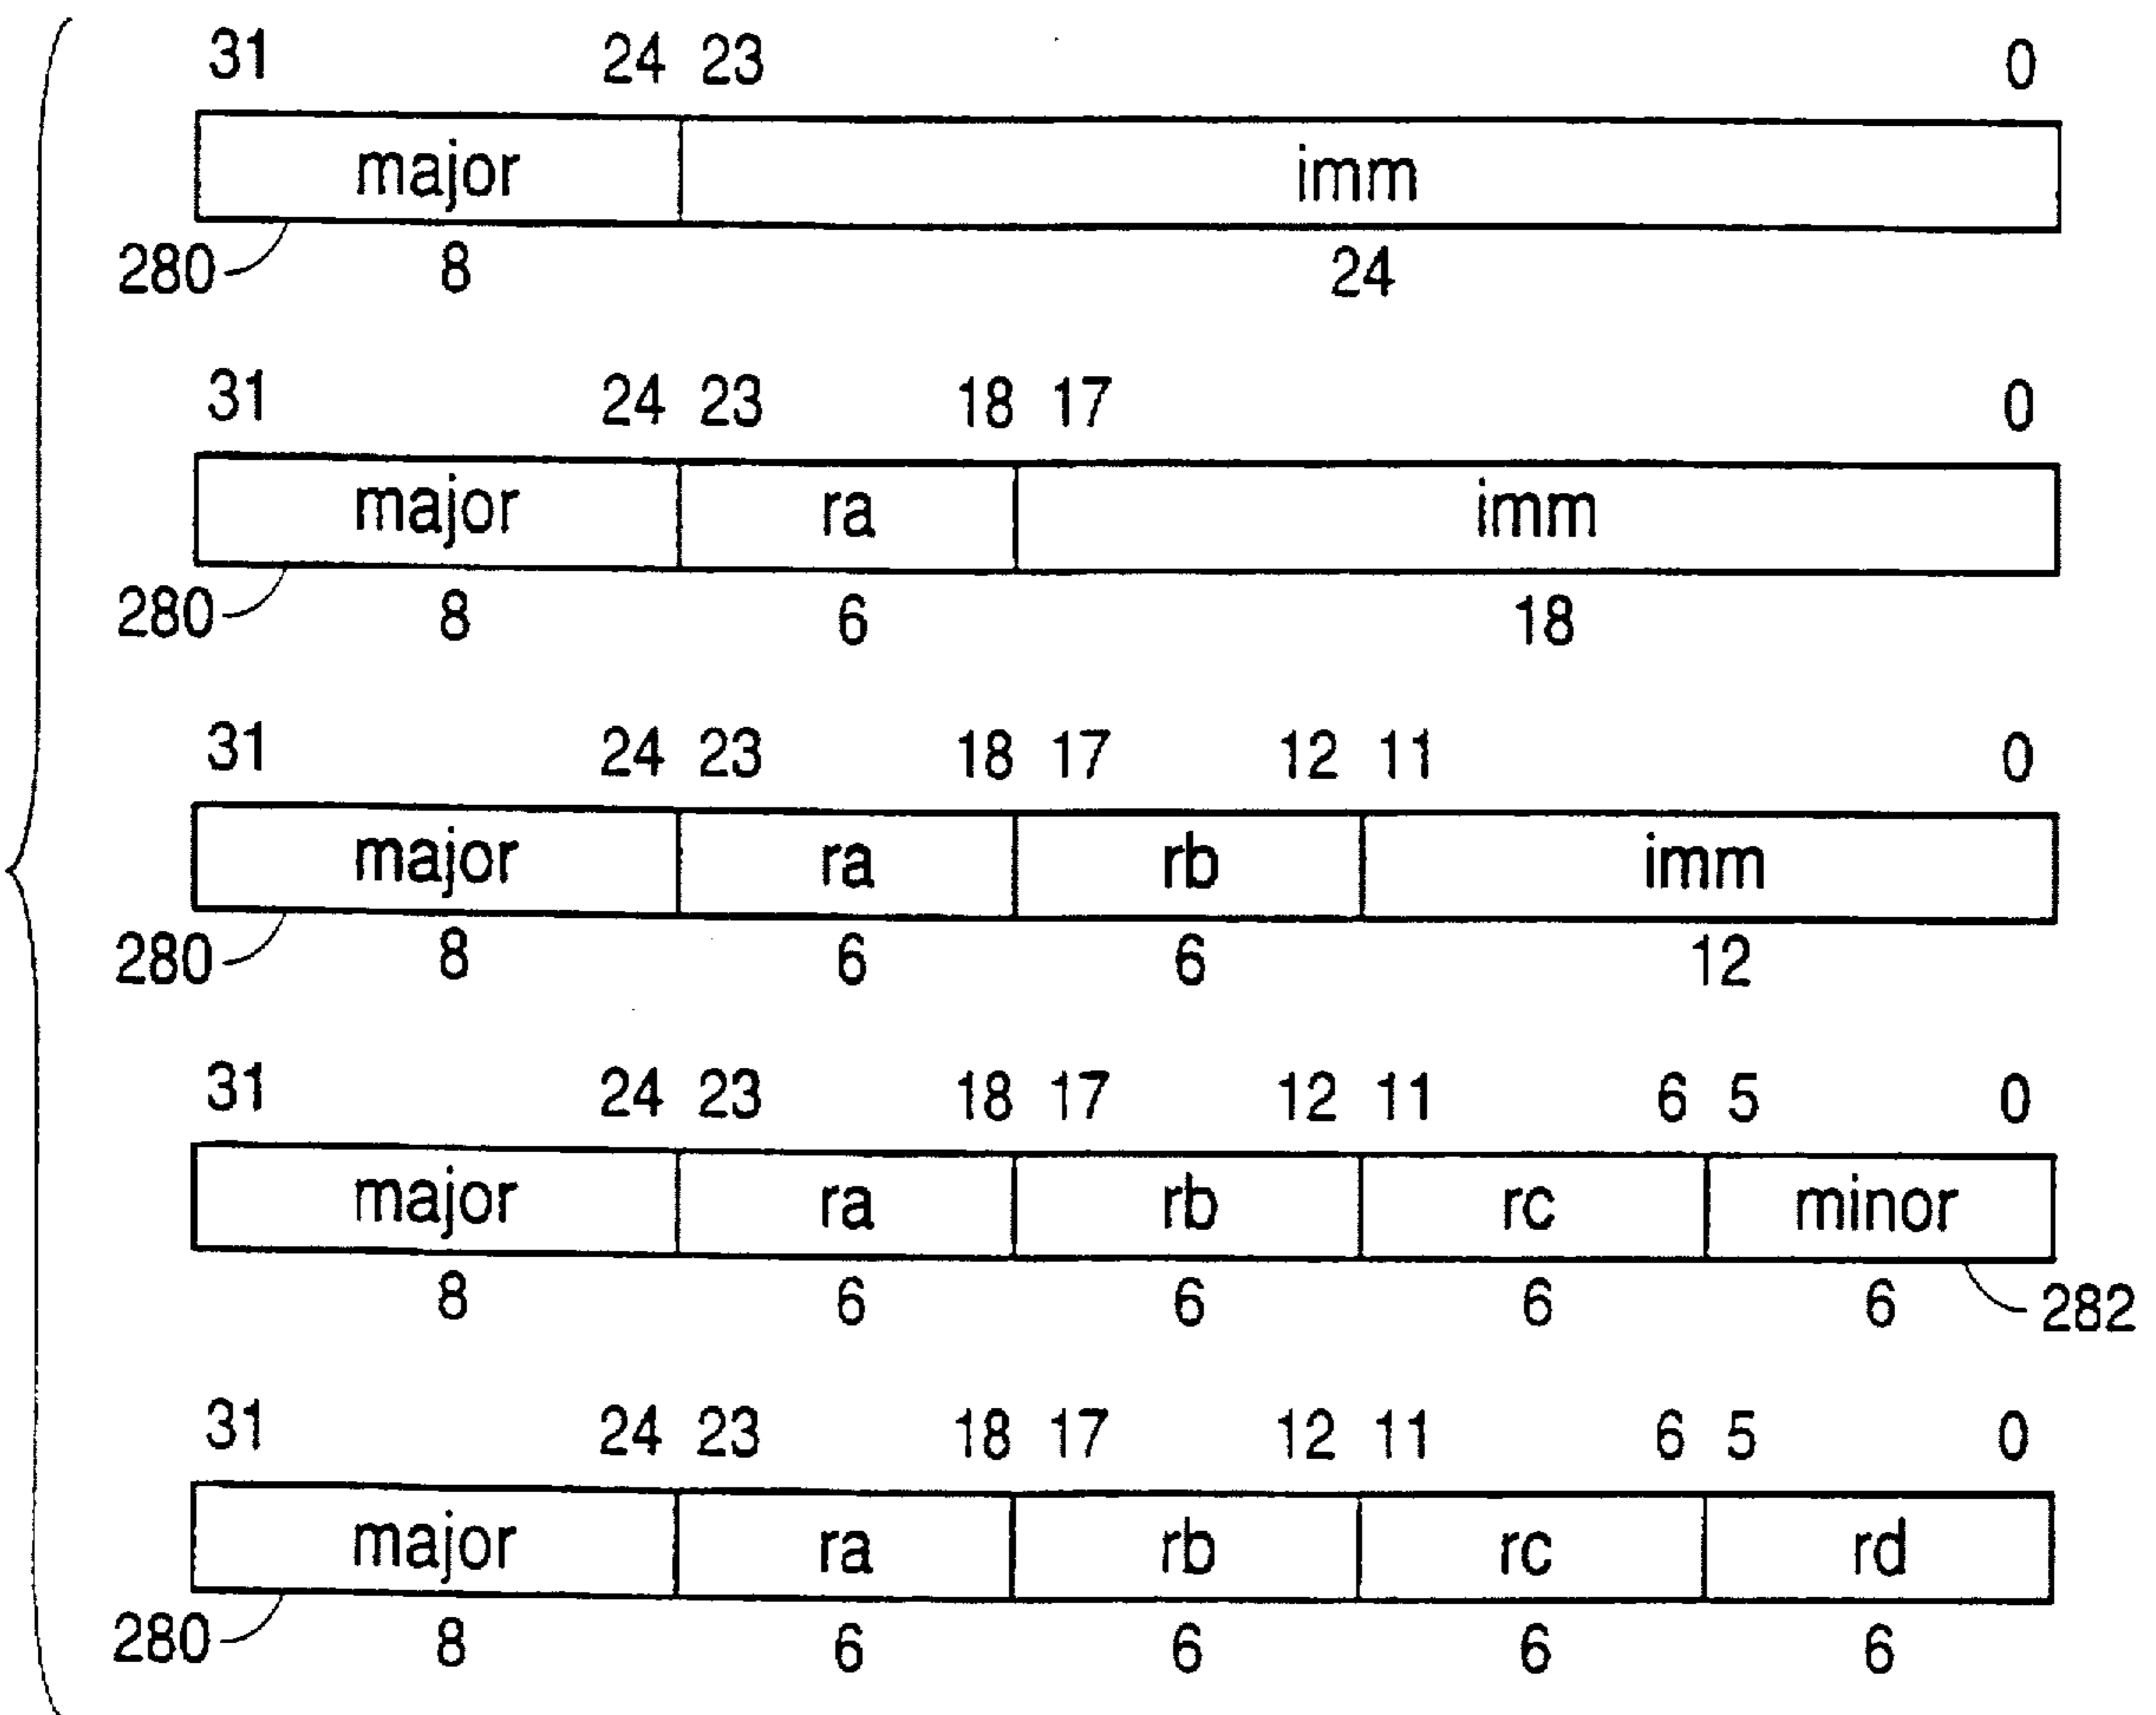 31 24 23 0
major imm
280 8 24
31 24 23 18 17 0
major ra imm
280 8 6 18
31 24 23 18 17 12 11 0
major ra rb imm
280 8 6 6 12
31 24 23 18 17 12 11 6 5 0
major ra rb rc minor
8 6 6 6 6 282
31 24 23 18 17 12 11 6 5 0
major ra rb rc rd
280 8 6 6 6 6